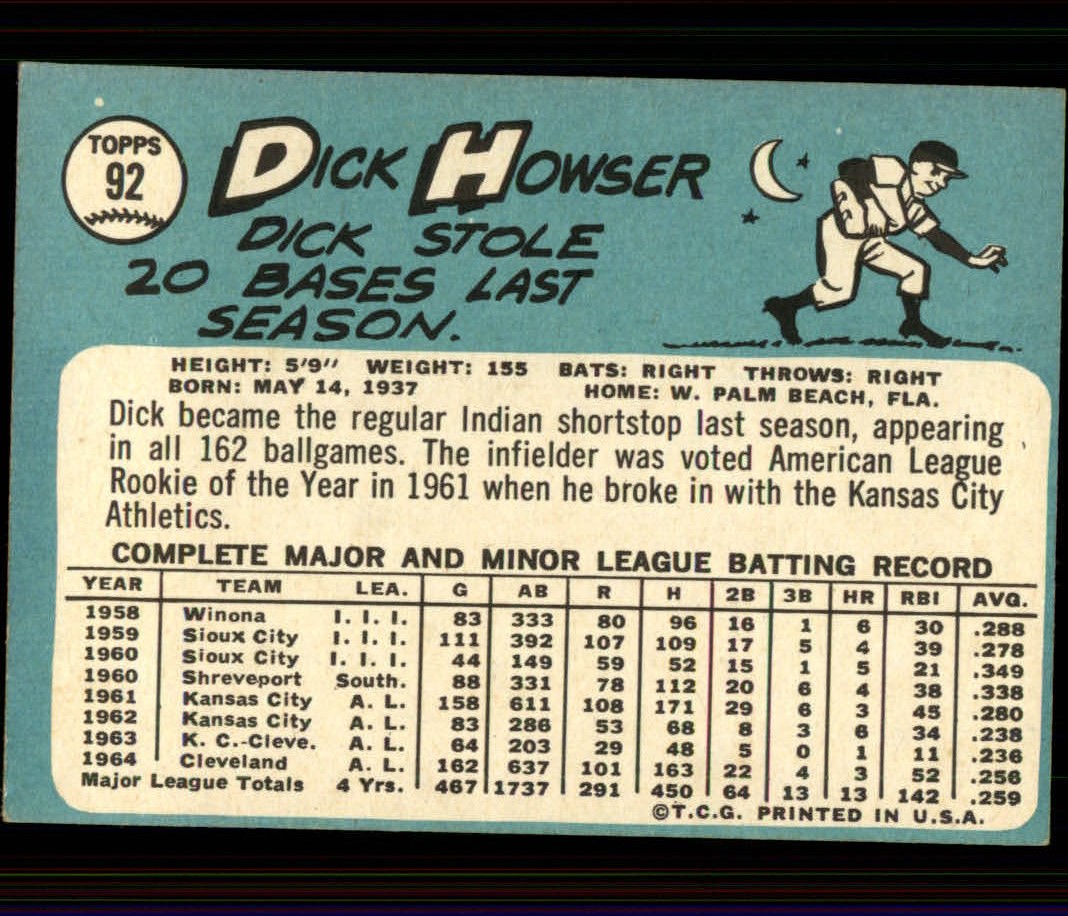 TOPPS
92
DICK HOWSER
DICK STOLE
20 BASES LAST
SEASON.
HEIGHT: 5'9" WEIGHT: 155 BATS: RIGHT THROWS: RIGHT
BORN: MAY 14, 1937 HOME: W. PALM BEACH, FLA.
Dick became the regular Indian shortstop last season, appearing
in all 162 ballgames. The infielder was voted American League
Rookie of the Year in 1961 when he broke in with the Kansas City
Athletics.
COMPLETE MAJOR AND MINOR LEAGUE BATTING RECORD
YEAR TEAM LEA. G AB R H 2B 3B HR RBI AVG.
1958 Winona I. I. I. 83 333 80 96 16 1 6 30 .288
1959 Sioux City I. I. I. 111 392 107 109 17 5 4 39 .278
1960 Sioux City I. I. I. 44 149 59 52 15 1 5 21 .349
1960 Shreveport South. 88 331 78 112 20 6 4 38 .338
1961 Kansas City A. L. 158 611 108 171 29 6 3 45 .280
1962 Kansas City A. L. 83 286 53 68 8 3 6 34 .238
1963 K. C.-Cleve. A. L. 64 203 29 48 5 0 1 11 .236
1964 Cleveland A. L. 162 637 101 163 22 4 3 52 .256
Major League Totals 4 Yrs. 467 1737 291 450 64 13 13 142 .259
©T.C.G. PRINTED IN U.S.A.